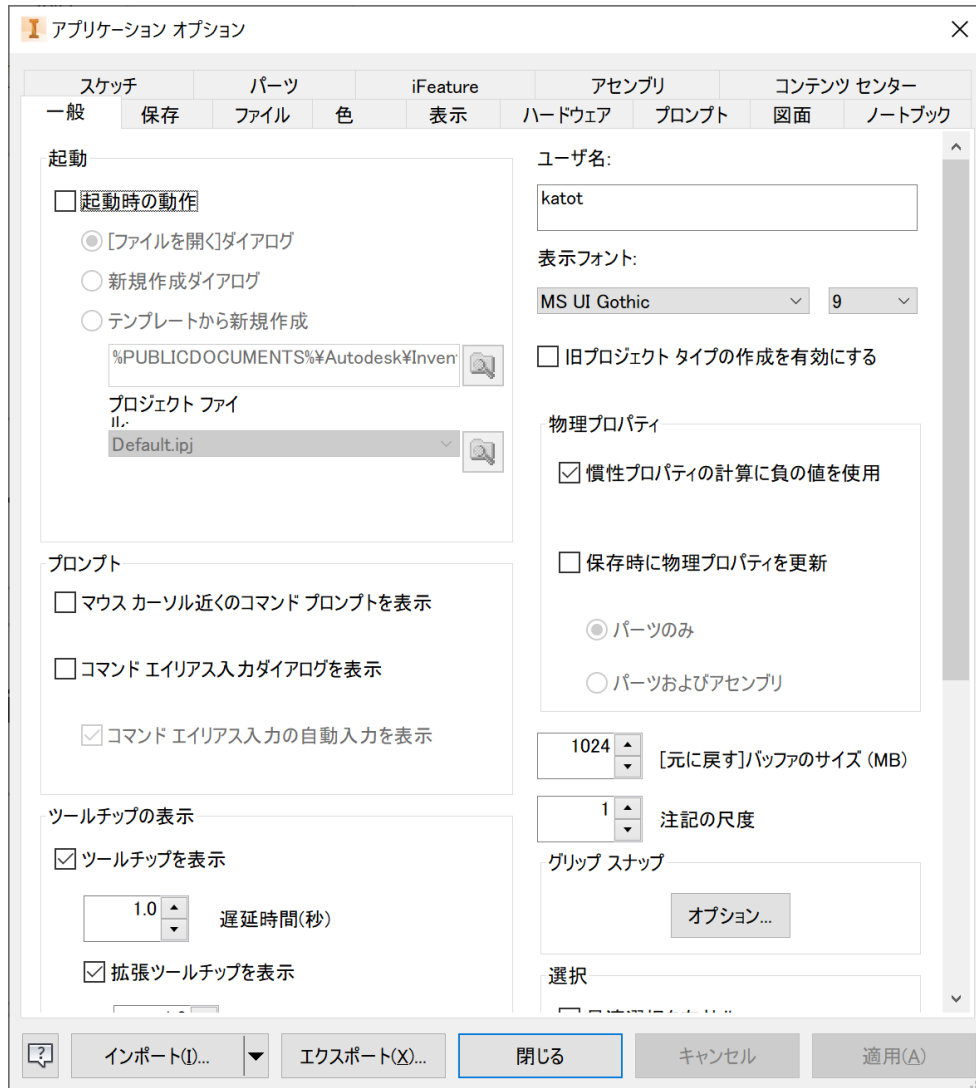 アプリケーション オプション
スケッチ パーツ iFeature アセンブリ コンテンツ センター
一般 保存 ファイル 色 表示 ハードウェア プロンプト 図面 ノートブック
起動
起動時の動作
[ファイルを開く]ダイアログ
新規作成ダイアログ
テンプレートから新規作成
%PUBLICDOCUMENTS%¥Autodesk¥Inven
プロジェクト ファイ
ル:
Default.ipj
プロンプト
マウス カーソル近くのコマンド プロンプトを表示
コマンド エイリアス入力ダイアログを表示
コマンド エイリアス入力の自動入力を表示
ツールチップの表示
ツールチップを表示
1.0 遅延時間(秒)
拡張ツールチップを表示
ユーザ名:
katot
表示フォント:
MS UI Gothic 9
旧プロジェクト タイプの作成を有効にする
物理プロパティ
慣性プロパティの計算に負の値を使用
保存時に物理プロパティを更新
パーツのみ
パーツおよびアセンブリ
1024 [元に戻す]バッファのサイズ (MB)
1 注記の尺度
グリップ スナップ
オプション...
選択
インポート(I)... エクスポート(X)... 閉じる キャンセル 適用(A)